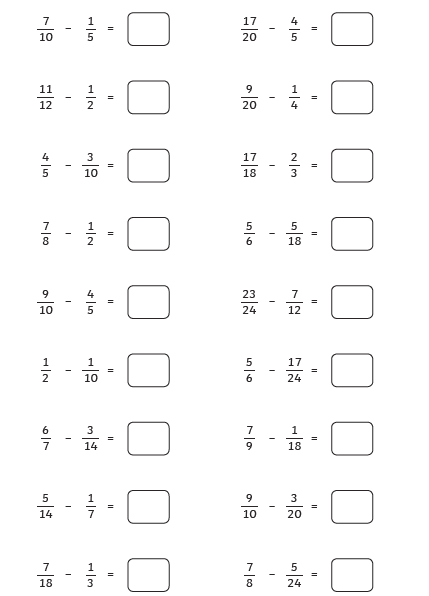 7/10 - 1/5 = 17/20 - 4/5 =
11/12 - 1/2 = 9/20 - 1/4 =
4/5 - 3/10 = 17/18 - 2/3 =
7/8 - 1/2 = 5/6 - 5/18 =
9/10 - 4/5 = 23/24 - 7/12 =
1/2 - 1/10 = 5/6 - 17/24 =
6/7 - 3/14 = 7/9 - 1/18 =
5/14 - 1/7 = 9/10 - 3/20 =
7/18 - 1/3 = 7/8 - 5/24 =